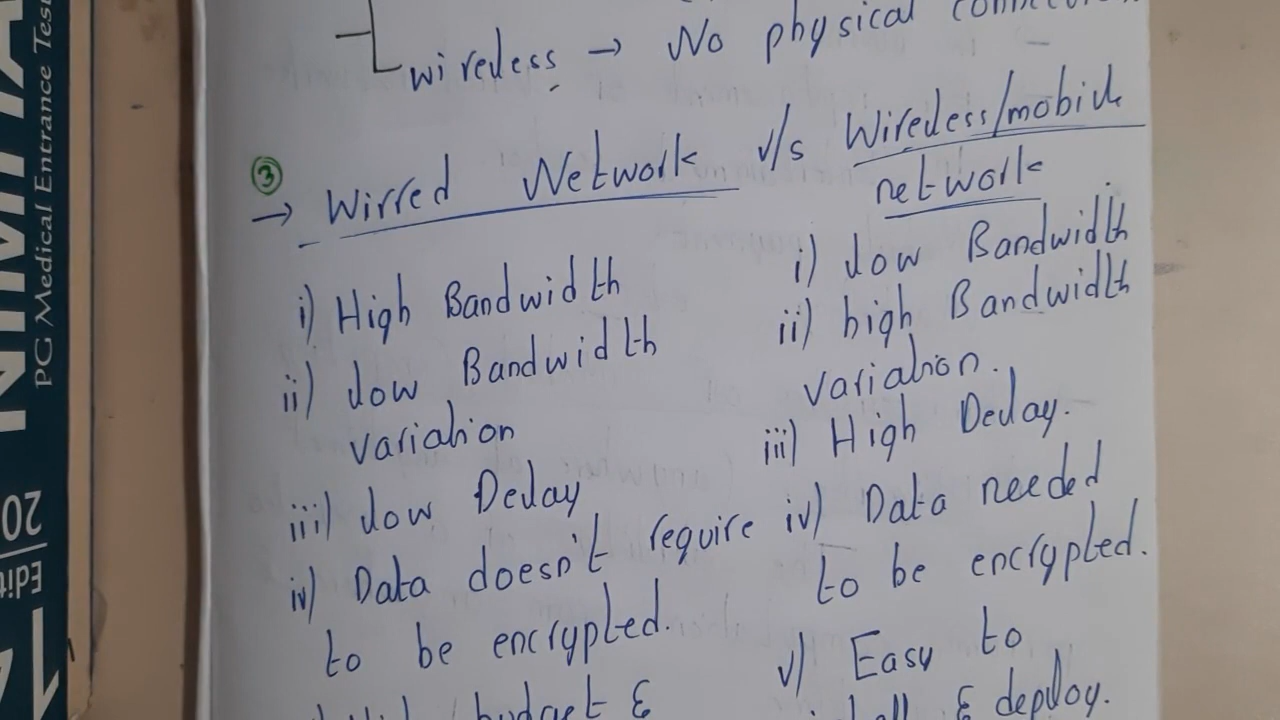 wireless → No physical
③
→ Wirred Network v/s Wireless/mobile
network
i) High Bandwidth
ii) low Bandwidth
variation
iii) low Delay
iv) Data doesn't require
to be encrypted.
budget &
i) low Bandwidth
ii) high Bandwidth
variation.
iii) High Delay.
iv) Data needed
to be encrypted.
v) Easy to
& deploy.
PG Medical Entrance Test
20